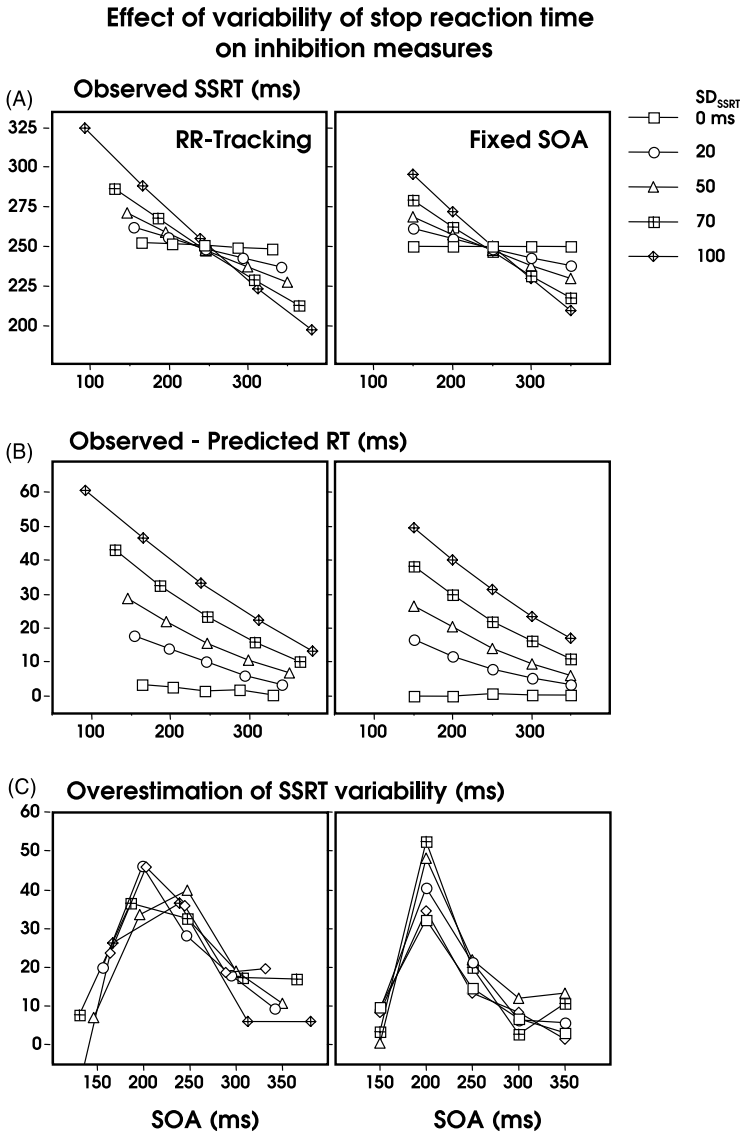 Effect of variability of stop reaction time
on inhibition measures
(A) Observed SSRT (ms)
RR-Tracking
Fixed SOA
325
300
275
250
225
200
100 200 300
100 200 300
SD_SSRT
0 ms
20
50
70
100
(B) Observed - Predicted RT (ms)
60
50
40
30
20
10
0
100 200 300
100 200 300
(C) Overestimation of SSRT variability (ms)
60
50
40
30
20
10
0
150 200 250 300 350
150 200 250 300 350
SOA (ms)
SOA (ms)